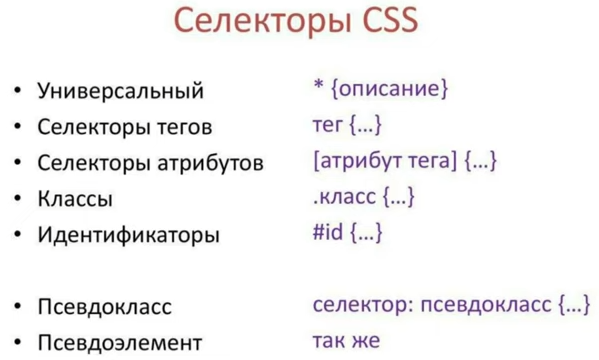 Селекторы CSS
• Универсальный * {описание}
• Селекторы тегов тег {...}
• Селекторы атрибутов [атрибут тега] {...}
• Классы .класс {...}
• Идентификаторы #id {...}
• Псевдокласс селектор: псевдокласс {...}
• Псевдоэлемент так же